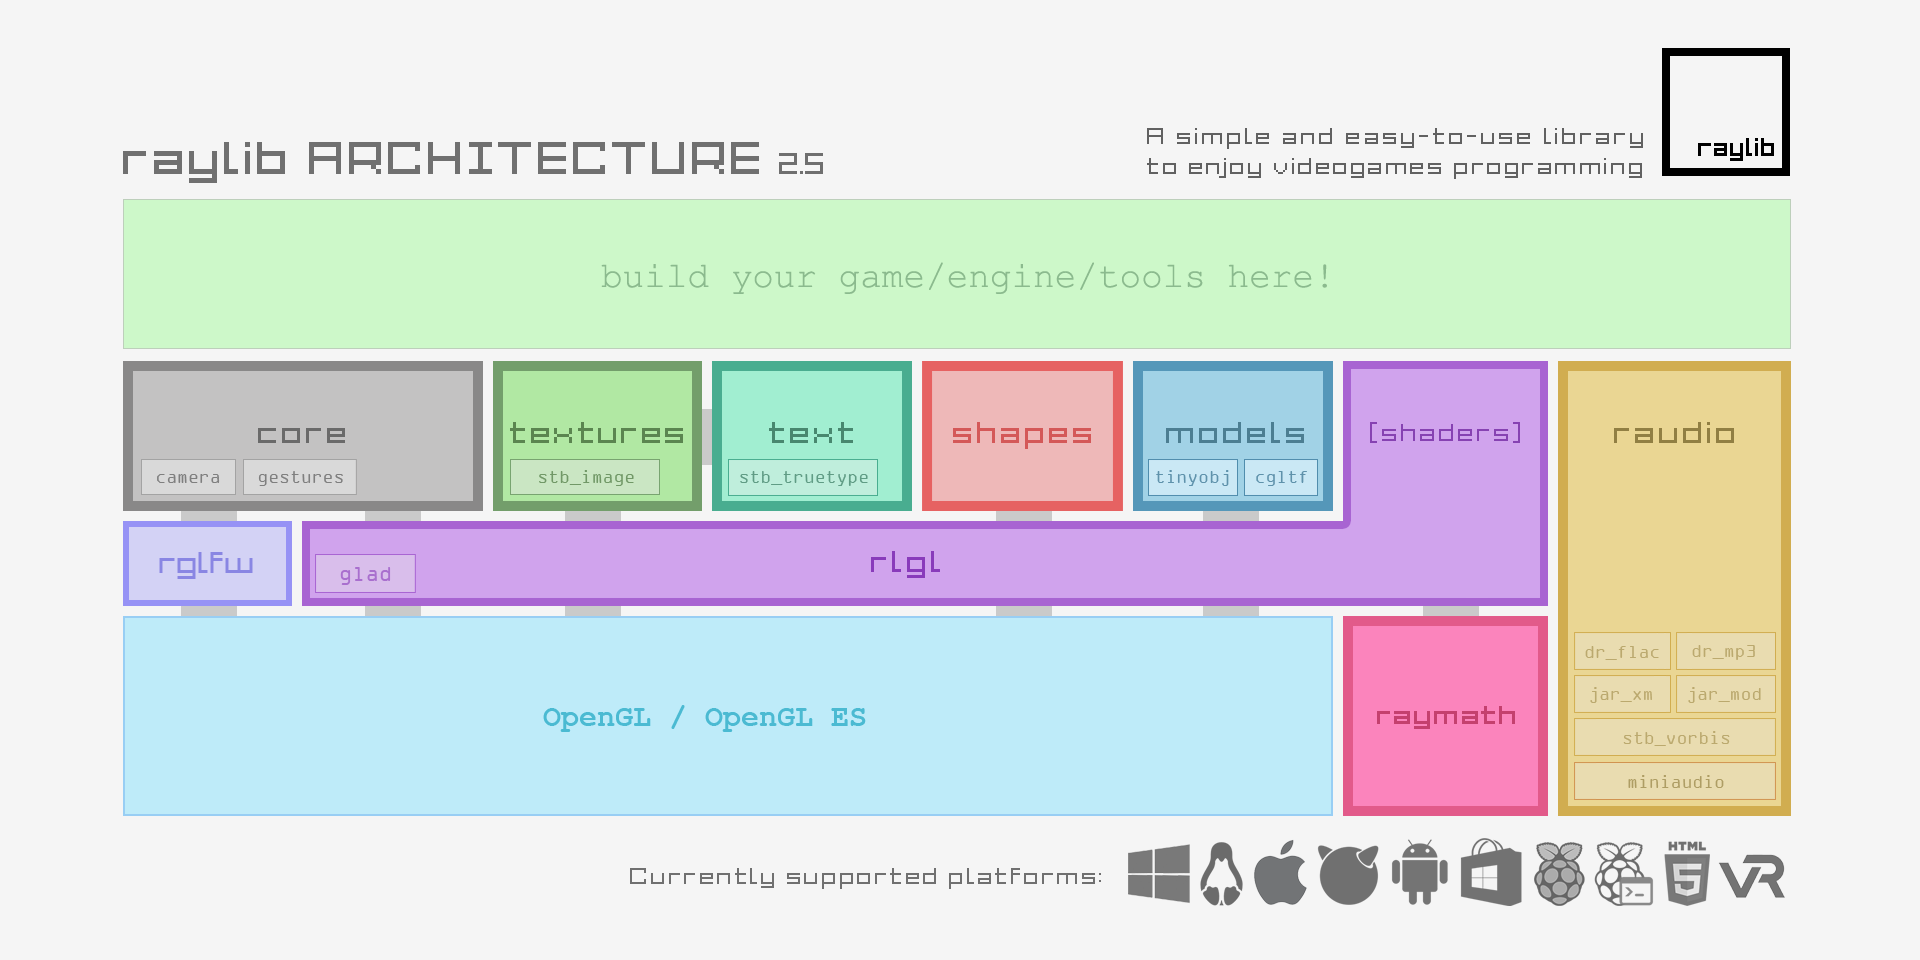 raylib ARCHITECTURE 2.5
A simple and easy-to-use library
to enjoy videogames programming
raylib
build your game/engine/tools here!
core
camera
gestures
textures
stb_image
text
stb_truetype
shapes
models
tinyobj
cgltf
[shaders]
raudio
rglfw
glad
rlgl
OpenGL / OpenGL ES
raymath
dr_flac
dr_mp3
jar_xm
jar_mod
stb_vorbis
miniaudio
Currently supported platforms:
HTML
5
VR